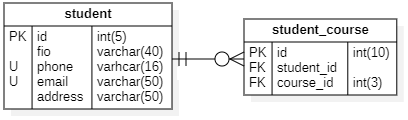 student
PK id int(5)
fio varchar(40)
U phone varhcar(16)
U email varchar(50)
address varchar(50)
student_course
PK id int(10)
FK student_id
FK course_id int(3)